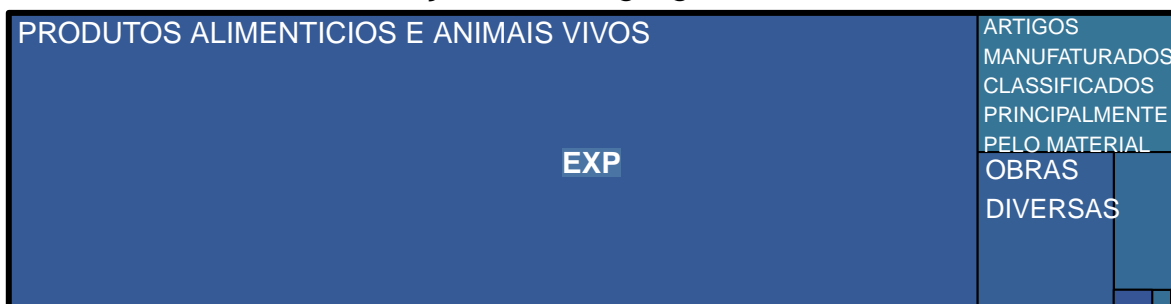 PRODUTOS ALIMENTICIOS E ANIMAIS VIVOS
EXP
ARTIGOS
MANUFATURADOS
CLASSIFICADOS
PRINCIPALMENTE
PELO MATERIAL
OBRAS
DIVERSAS